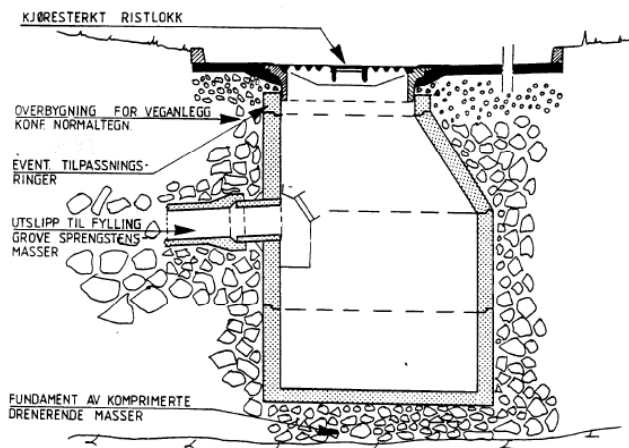 KJØRESTERKT RISTLOKK
OVERBYGNING FOR VEGANLEGG
KONF. NORMALTEGN.
EVENT. TILPASSNINGS-
RINGER
UTSLIPP TIL FYLLING
GROVE SPRENGSTENS-
MASSER
FUNDAMENT AV KOMPRIMERTE
DRENERENDE MASSER